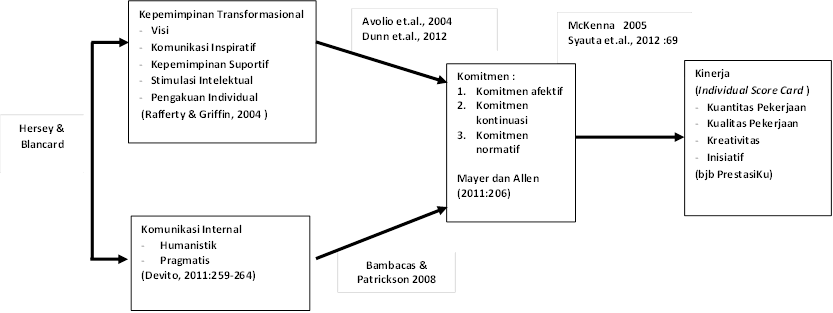 Hersey &
Blancard
Kepemimpinan Transformasional
- Visi
- Komunikasi Inspiratif
- Kepemimpinan Suportif
- Stimulasi Intelektual
- Pengakuan Individual
(Rafferty & Griffin, 2004 )
Komunikasi Internal
- Humanistik
- Pragmatis
(Devito, 2011:259-264)
Avolio et.al., 2004
Dunn et.al., 2012
Bambacas &
Patrickson 2008
Komitmen :
1. Komitmen afektif
2. Komitmen
kontinuasi
3. Komitmen
normatif
Mayer dan Allen
(2011:206)
McKenna 2005
Syauta et.al., 2012 :69
Kinerja
(Individual Score Card )
- Kuantitas Pekerjaan
- Kualitas Pekerjaan
- Kreativitas
- Inisiatif
(bjb PrestasiKu)